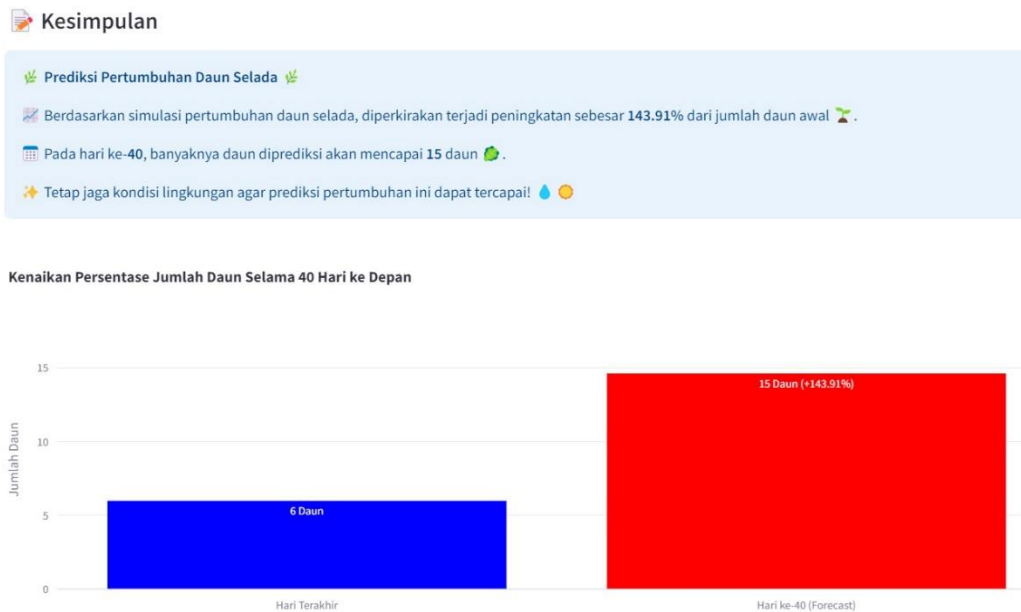 📝 Kesimpulan
🌿 Prediksi Pertumbuhan Daun Selada 🌿
📈 Berdasarkan simulasi pertumbuhan daun selada, diperkirakan terjadi peningkatan sebesar 143.91% dari jumlah daun awal 🌱.
📅 Pada hari ke-40, banyaknya daun diprediksi akan mencapai 15 daun 🥬.
✨ Tetap jaga kondisi lingkungan agar prediksi pertumbuhan ini dapat tercapai! 💧 🌞
Kenaikan Persentase Jumlah Daun Selama 40 Hari ke Depan
Jumlah Daun
15
10
5
0
6 Daun
15 Daun (+143.91%)
Hari Terakhir
Hari ke-40 (Forecast)